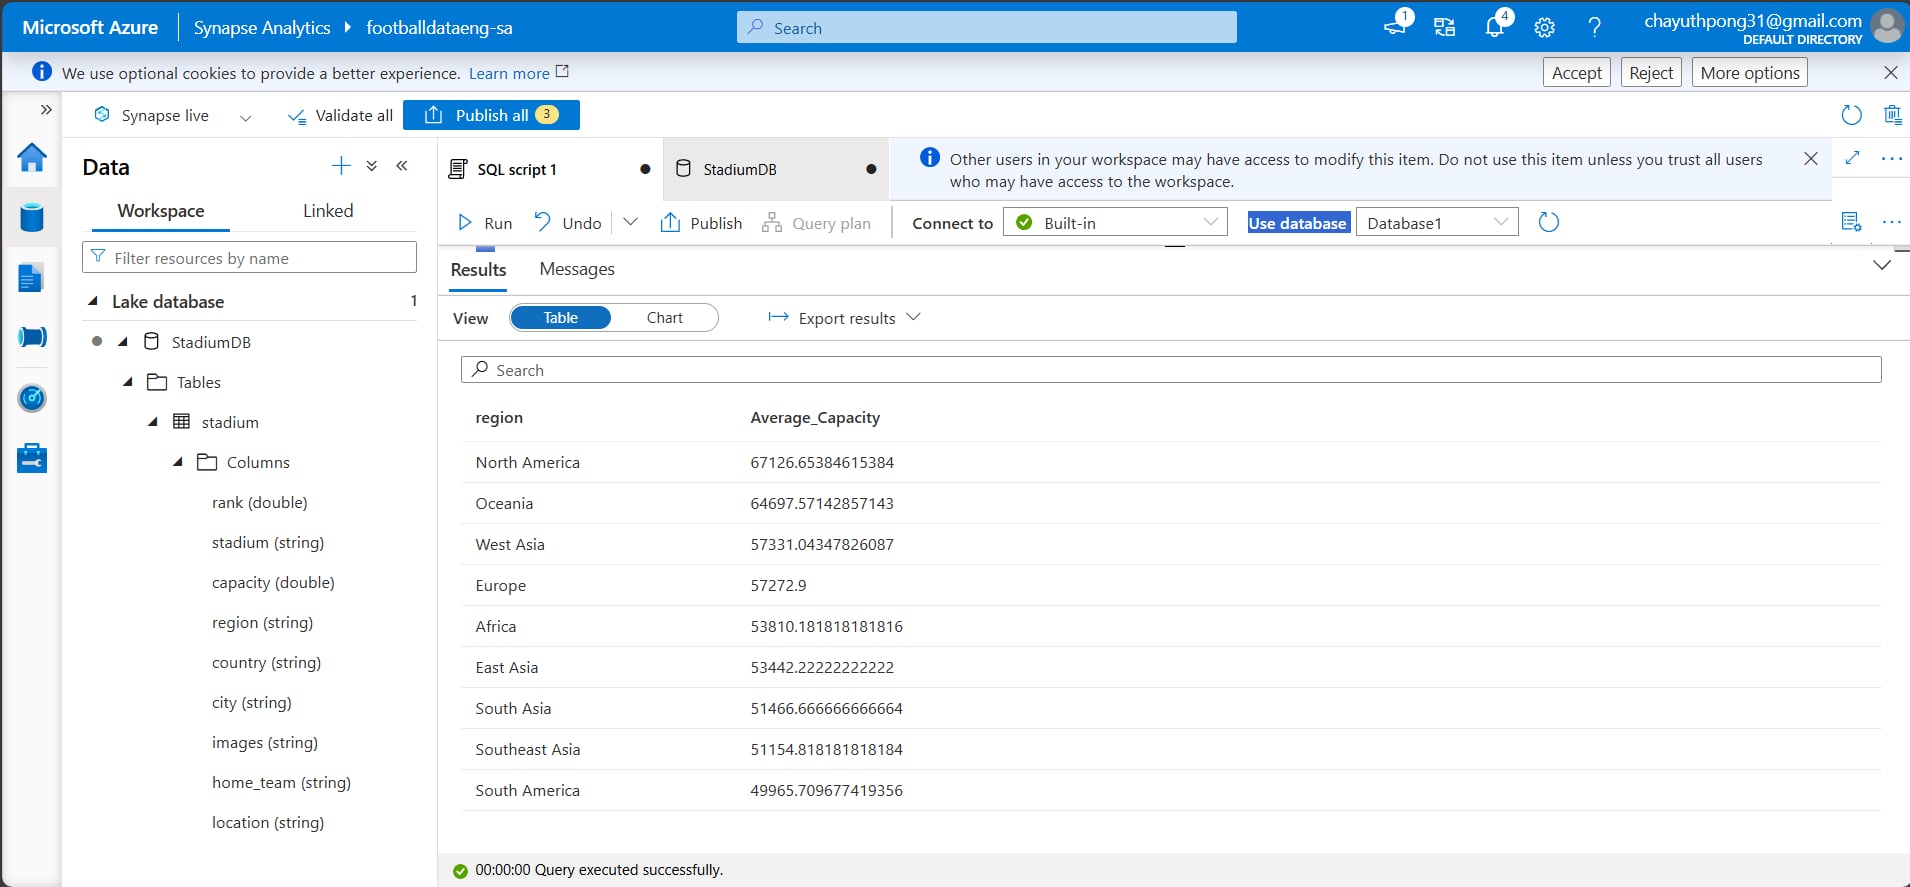 Microsoft Azure Synapse Analytics footballdataeng-sa Search 1 4 ? chayuthpong31@gmail.com
DEFAULT DIRECTORY
We use optional cookies to provide a better experience. Learn more Accept Reject More options
Synapse live Validate all Publish all 3
Data
Workspace Linked
Filter resources by name
Lake database 1
StadiumDB
Tables
stadium
Columns
rank (double)
stadium (string)
capacity (double)
region (string)
country (string)
city (string)
images (string)
home_team (string)
location (string)
SQL script 1 StadiumDB
Other users in your workspace may have access to modify this item. Do not use this item unless you trust all users
who may have access to the workspace.
Run Undo Publish Query plan Connect to Built-in Use database Database1
Results Messages
View Table Chart Export results
Search
region Average_Capacity
North America 67126.65384615384
Oceania 64697.57142857143
West Asia 57331.04347826087
Europe 57272.9
Africa 53810.181818181816
East Asia 53442.22222222222
South Asia 51466.666666666664
Southeast Asia 51154.818181818184
South America 49965.709677419356
00:00:00 Query executed successfully.